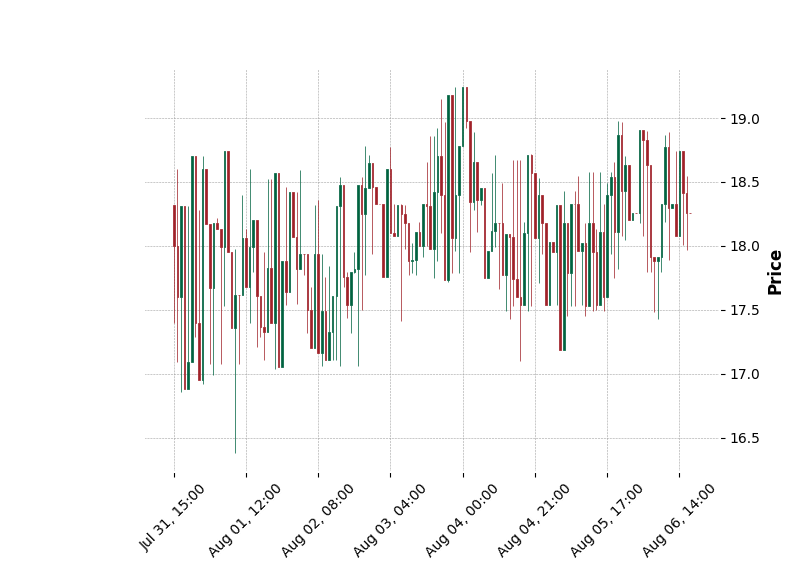 19.0
18.5
18.0
17.5
17.0
16.5
Price
Jul 31, 15:00
Aug 01, 12:00
Aug 02, 08:00
Aug 03, 04:00
Aug 04, 00:00
Aug 04, 21:00
Aug 05, 17:00
Aug 06, 14:00